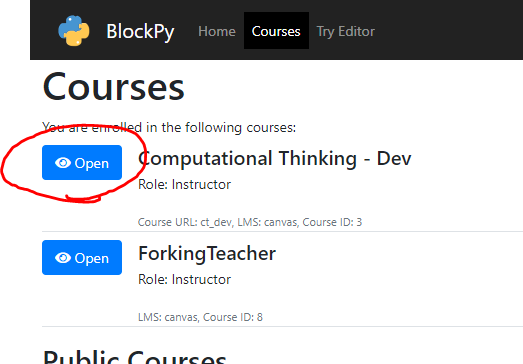 BlockPy Home Courses Try Editor
Courses
You are enrolled in the following courses:
Open Computational Thinking - Dev
Role: Instructor
Course URL: ct_dev, LMS: canvas, Course ID: 3
Open ForkingTeacher
Role: Instructor
LMS: canvas, Course ID: 8
Public Courses